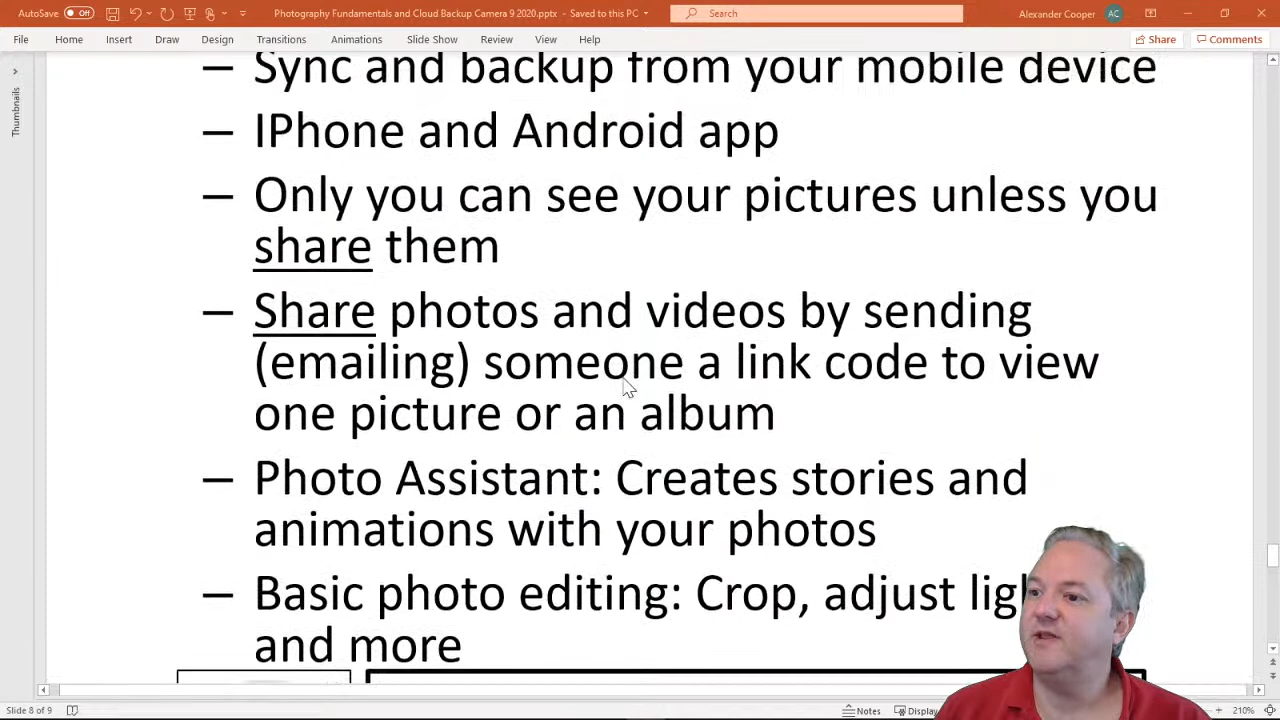 AutoSave Off Photography Fundamentals and Cloud Backup Camera 9 2020.pptx - Saved to this PC Search Alexander Cooper AC
File Home Insert Draw Design Transitions Animations Slide Show Review View Help Share Comments
Thumbnails
– Sync and backup from your mobile device
– IPhone and Android app
– Only you can see your pictures unless you
share them
– Share photos and videos by sending
(emailing) someone a link code to view
one picture or an album
– Photo Assistant: Creates stories and
animations with your photos
– Basic photo editing: Crop, adjust
and more
Slide 8 of 9 Notes Display 210%